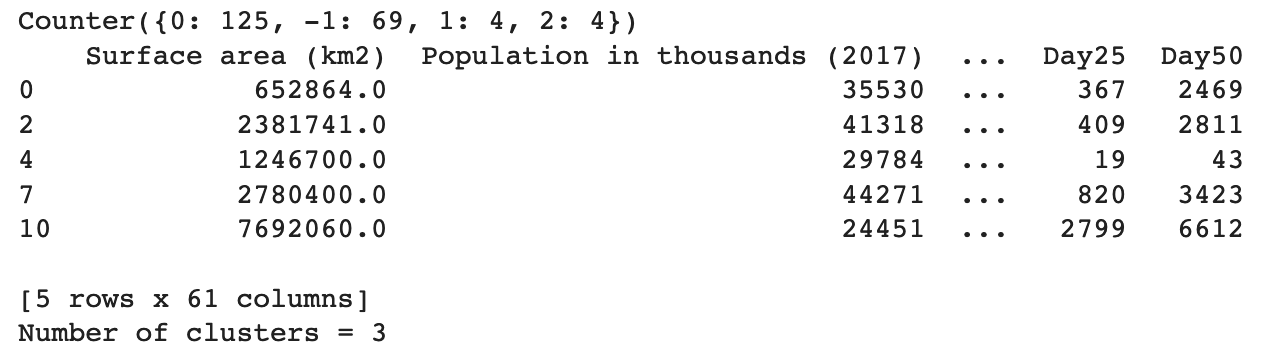 Counter({0: 125, -1: 69, 1: 4, 2: 4})
Surface area (km2)  Population in thousands (2017)  ...  Day25  Day50
0  652864.0  35530  ...  367  2469
2  2381741.0  41318  ...  409  2811
4  1246700.0  29784  ...  19  43
7  2780400.0  44271  ...  820  3423
10  7692060.0  24451  ...  2799  6612
[5 rows x 61 columns]
Number of clusters = 3